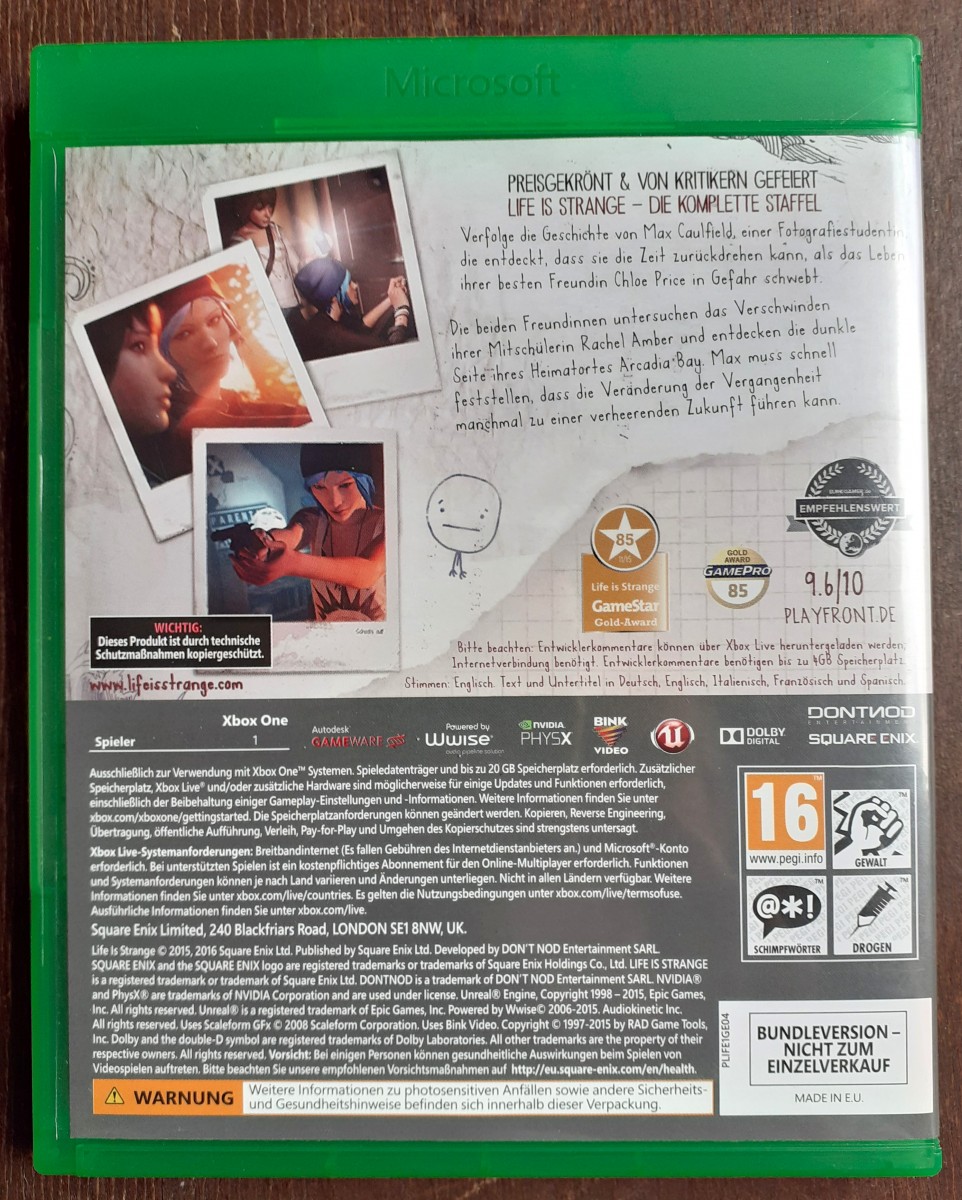 Microsoft
PREISGEKRÖNT & VON KRITIKERN GEFEIERT
LIFE IS STRANGE – DIE KOMPLETTE STAFFEL
Verfolge die Geschichte von Max Caulfield, einer Fotografiestudentin,
die entdeckt, dass sie die Zeit zurückdrehen kann, als das Leben
ihrer besten Freundin Chloe Price in Gefahr schwebt.
Die beiden Freundinnen untersuchen das Verschwinden
ihrer Mitschülerin Rachel Amber und entdecken die dunkle
Seite ihres Heimatortes Arcadia Bay. Max muss schnell
feststellen, dass die Veränderung der Vergangenheit
manchmal zu einer verheerenden Zukunft führen kann.
EUROGAMER.de
EMPFEHLENSWERT
85
Life is Strange
GameStar
Gold-Award
GOLD
AWARD
GAMEPRO
85
9.6/10
PLAYFRONT.DE
WICHTIG:
Dieses Produkt ist durch technische
Schutzmaßnahmen kopiergeschützt.
www.lifeisstrange.com
Bitte beachten: Entwicklerkommentare können über Xbox Live heruntergeladen werden,
Internetverbindung benötigt. Entwicklerkommentare benötigen bis zu 4GB Speicherplatz.
Stimmen: Englisch. Text und Untertitel in Deutsch, Englisch, Italienisch, Französisch und Spanisch.
Xbox One
Spieler 1
Autodesk
GAMEWARE
Powered by
Wwise
audio pipeline solution
NVIDIA
PHYSX
BINK
VIDEO
DOLBY
DIGITAL
DONTNOD
ENTERTAINMENT
SQUARE ENIX
Ausschließlich zur Verwendung mit Xbox One™ Systemen. Spieledatenträger und bis zu 20 GB Speicherplatz erforderlich. Zusätzlicher
Speicherplatz, Xbox Live® und/oder zusätzliche Hardware sind möglicherweise für einige Updates und Funktionen erforderlich,
einschließlich der Beibehaltung einiger Gameplay-Einstellungen und -Informationen. Weitere Informationen finden Sie unter
xbox.com/xboxone/gettingstarted. Die Speicherplatzanforderungen können geändert werden. Kopieren, Reverse Engineering,
Übertragung, öffentliche Aufführung, Verleih, Pay-for-Play und Umgehen des Kopierschutzes sind strengstens untersagt.
Xbox Live-Systemanforderungen: Breitbandinternet (Es fallen Gebühren des Internetdienstanbieters an.) und Microsoft®-Konto
erforderlich. Bei unterstützten Spielen ist ein kostenpflichtiges Abonnement für den Online-Multiplayer erforderlich. Funktionen
und Systemanforderungen können je nach Land variieren und Änderungen unterliegen. Nicht in allen Ländern verfügbar. Weitere
Informationen finden Sie unter xbox.com/live/countries. Es gelten die Nutzungsbedingungen unter xbox.com/live/termsofuse.
Ausführliche Informationen finden Sie unter xbox.com/live.
Square Enix Limited, 240 Blackfriars Road, LONDON SE1 8NW, UK.
Life Is Strange © 2015, 2016 Square Enix Ltd. Published by Square Enix Ltd. Developed by DON'T NOD Entertainment SARL.
SQUARE ENIX and the SQUARE ENIX logo are registered trademarks or trademarks of Square Enix Holdings Co., Ltd. LIFE IS STRANGE
is a registered trademark or trademark of Square Enix Ltd. DONTNOD is a trademark of DON'T NOD Entertainment SARL. NVIDIA®
and PhysX® are trademarks of NVIDIA Corporation and are used under license. Unreal® Engine, Copyright 1998 – 2015, Epic Games,
Inc. All rights reserved. Unreal® is a registered trademark of Epic Games, Inc. Powered by Wwise© 2006-2015. Audiokinetic Inc.
All rights reserved. Uses Scaleform GFx © 2008 Scaleform Corporation. Uses Bink Video. Copyright © 1997-2015 by RAD Game Tools,
Inc. Dolby and the double-D symbol are registered trademarks of Dolby Laboratories. All other trademarks are the property of their
respective owners. All rights reserved. Vorsicht: Bei einigen Personen können gesundheitliche Auswirkungen beim Spielen von
Videospielen auftreten. Bitte beachten Sie unsere empfohlenen Vorsichtsmaßnahmen auf http://eu.square-enix.com/en/health.
WARNUNG
Weitere Informationen zu photosensitiven Anfällen sowie andere Sicherheits-
und Gesundheitshinweise befinden sich innerhalb dieser Verpackung.
16
www.pegi.info
GEWALT
@*!
SCHIMPFWÖRTER
DROGEN
PLIFE1GE04
BUNDLEVERSION –
NICHT ZUM
EINZELVERKAUF
MADE IN E.U.